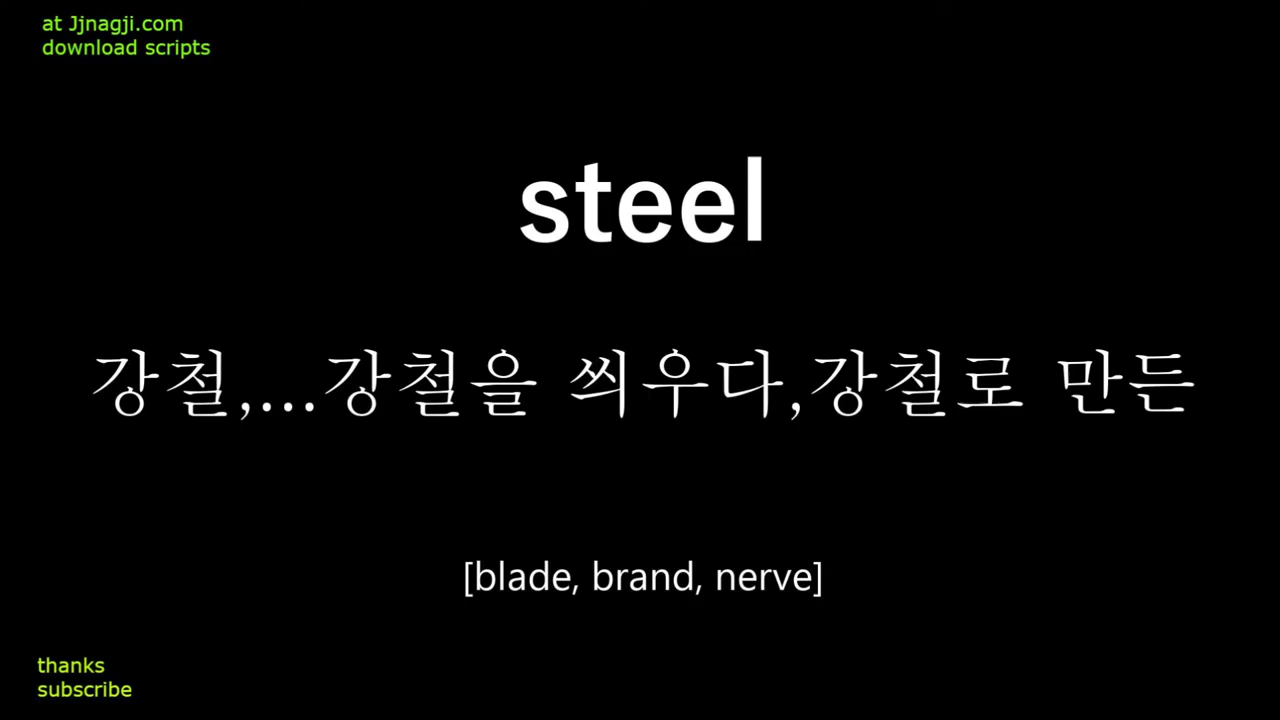 at Jjnagji.com
download scripts
steel
강철,...강철을 씌우다,강철로 만든
[blade, brand, nerve]
thanks
subscribe